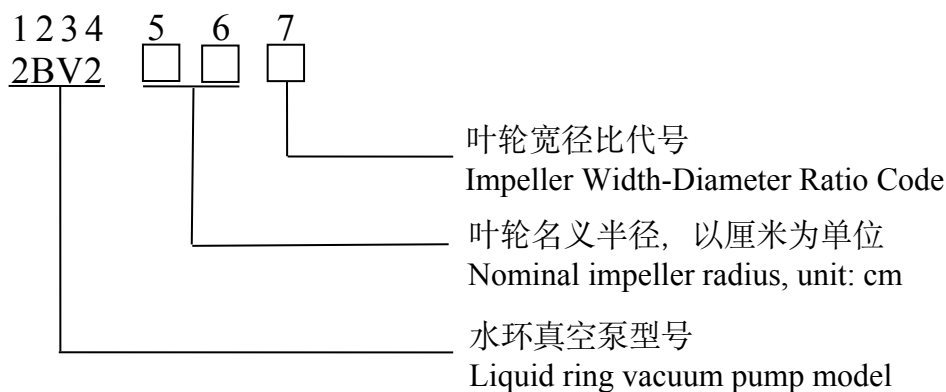 1 2 3 4 5 6 7
2BV2
叶轮宽径比代号
Impeller Width-Diameter Ratio Code
叶轮名义半径，以厘米为单位
Nominal impeller radius, unit: cm
水环真空泵型号
Liquid ring vacuum pump model